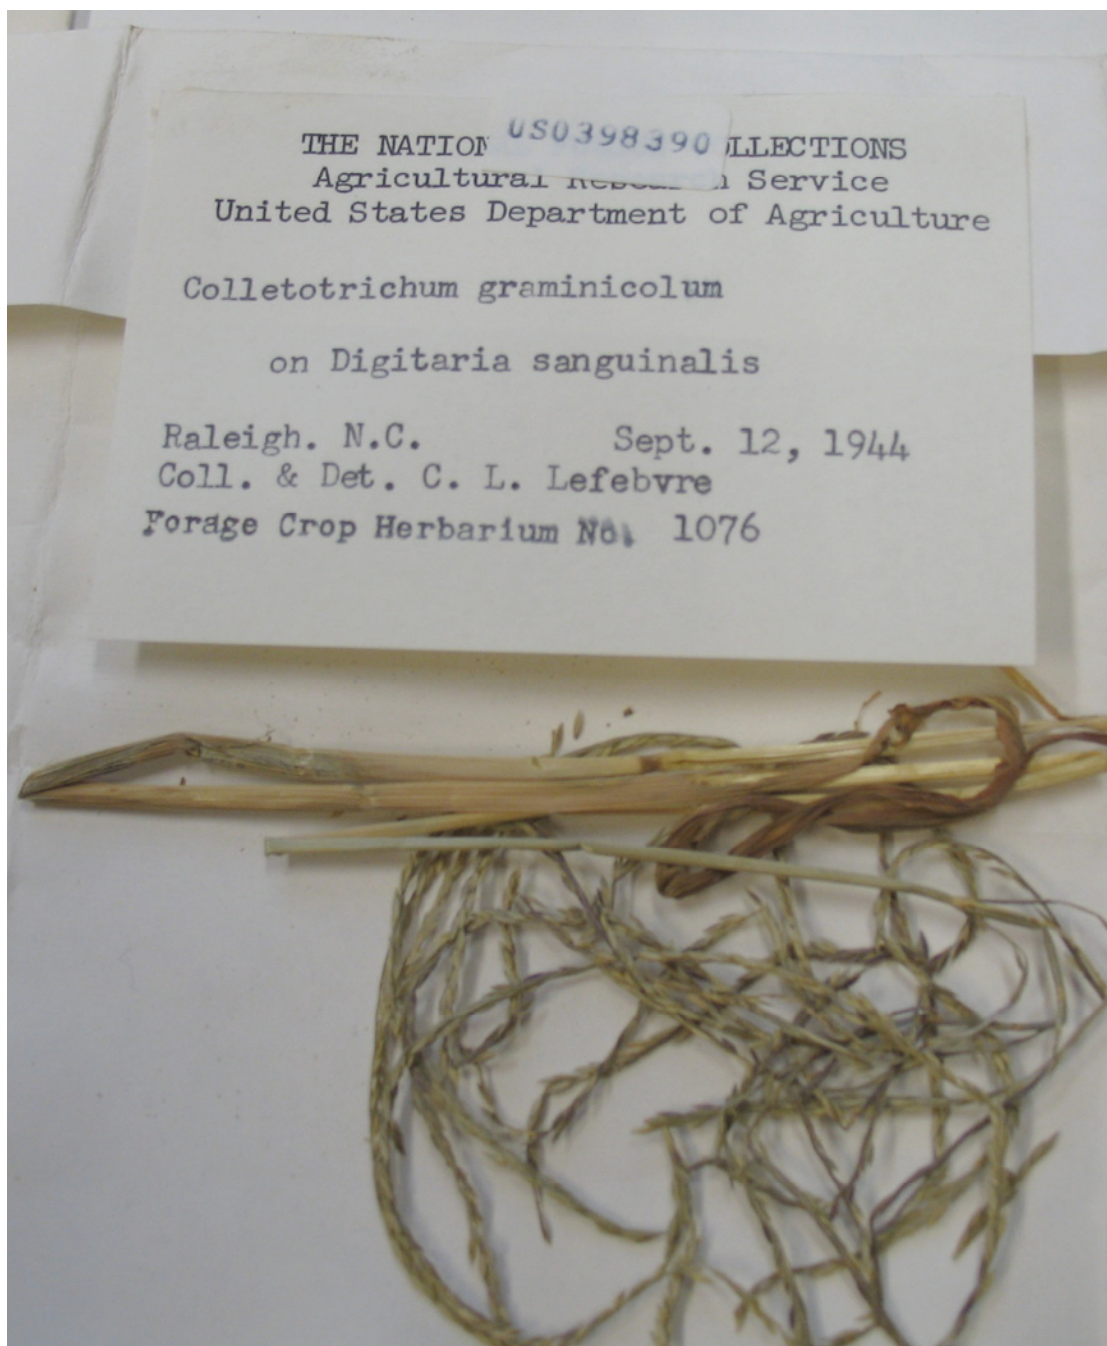 US0398390
THE NATION LLECTIONS
Agricultural Service
United States Department of Agriculture
Colletotrichum graminicolum
on Digitaria sanguinalis
Raleigh. N.C. Sept. 12, 1944
Coll. & Det. C. L. Lefebvre
Forage Crop Herbarium No. 1076